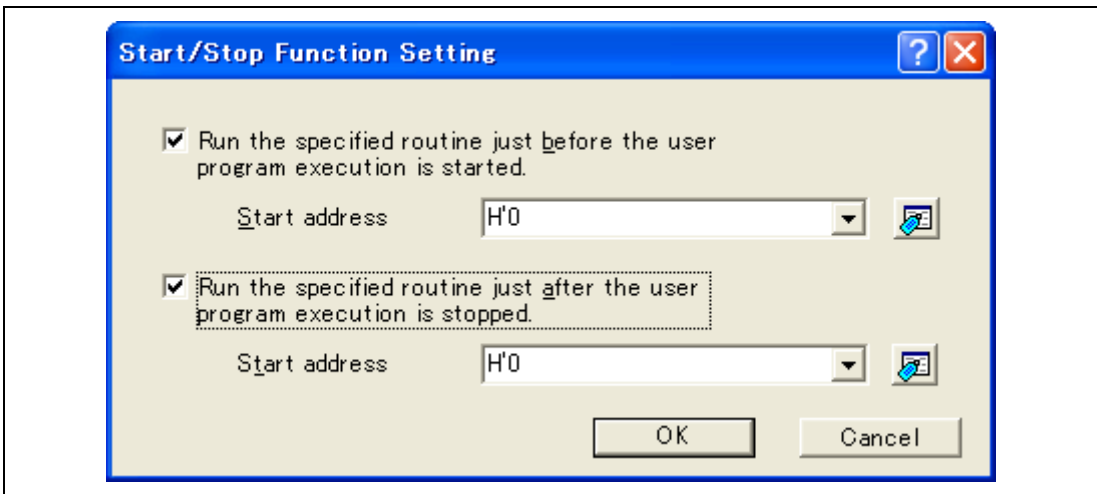 Start/Stop Function Setting
Run the specified routine just before the user
program execution is started.
Start address H'0
Run the specified routine just after the user
program execution is stopped.
Start address H'0
OK Cancel